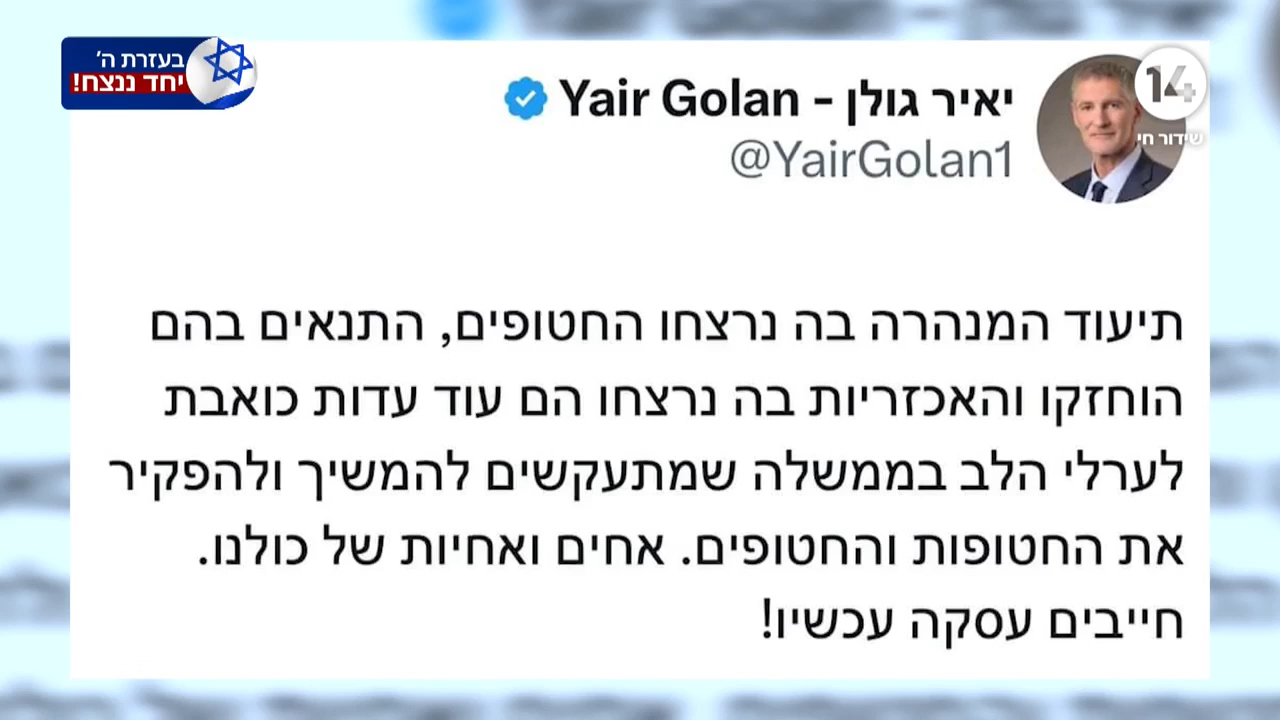 בעזרת ה'
יחד ננצח!
14
שידור חי
יאיר גולן - Yair Golan
@YairGolan1
תיעוד המנהרה בה נרצחו החטופים, התנאים בהם
הוחזקו והאכזריות בה נרצחו הם עוד עדות כואבת
לערלי הלב בממשלה שמתעקשים להמשיך ולהפקיר
את החטופות והחטופים. אחים ואחיות של כולנו.
חייבים עסקה עכשיו!